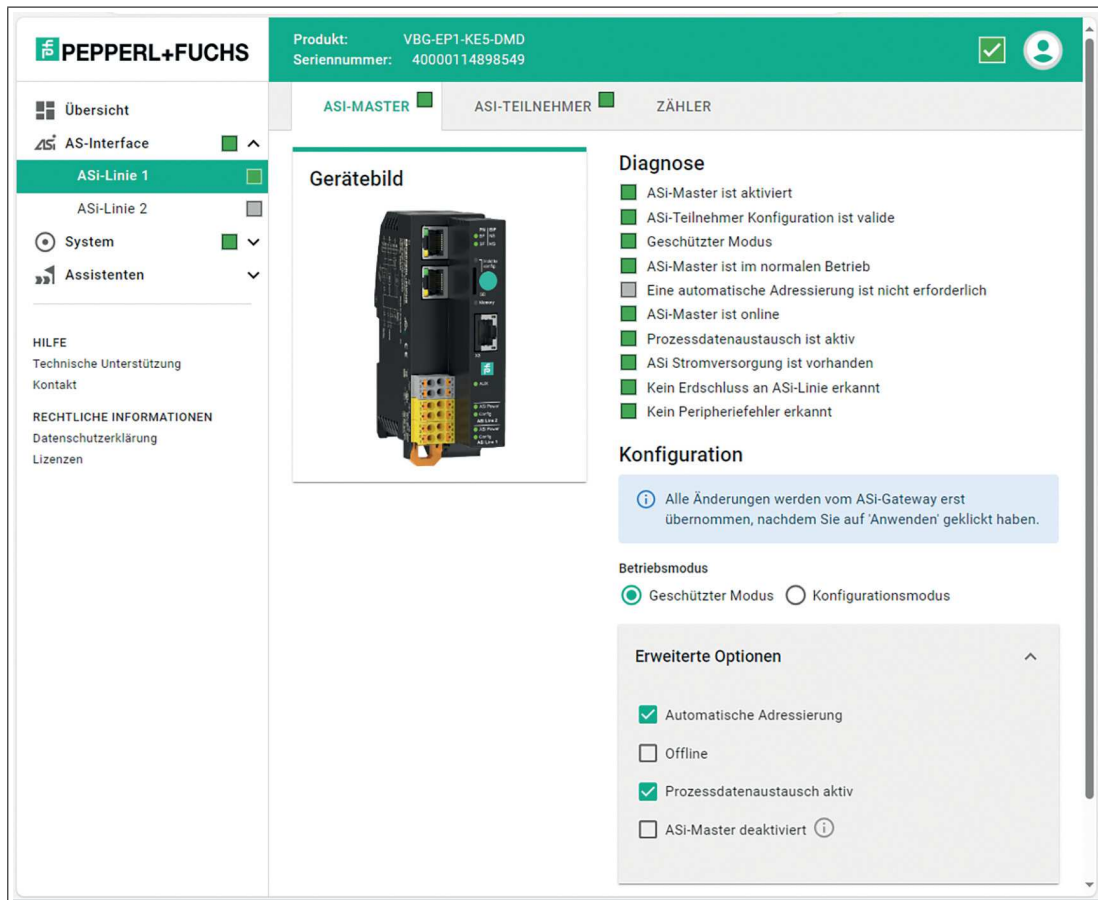 PEPPERL+FUCHS
Produkt: VBG-EP1-KE5-DMD
Seriennummer: 40000114898549
Übersicht
AS-Interface
ASi-Linie 1
ASi-Linie 2
System
Assistenten
HILFE
Technische Unterstützung
Kontakt
RECHTLICHE INFORMATIONEN
Datenschutzerklärung
Lizenzen
ASI-MASTER
ASI-TEILNEHMER
ZÄHLER
Gerätebild
Diagnose
ASi-Master ist aktiviert
ASi-Teilnehmer Konfiguration ist valide
Geschützter Modus
ASi-Master ist im normalen Betrieb
Eine automatische Adressierung ist nicht erforderlich
ASi-Master ist online
Prozessdatenaustausch ist aktiv
ASi Stromversorgung ist vorhanden
Kein Erdschluss an ASi-Linie erkannt
Kein Peripheriefehler erkannt
Konfiguration
Alle Änderungen werden vom ASi-Gateway erst
übernommen, nachdem Sie auf 'Anwenden' geklickt haben.
Betriebsmodus
Geschützter Modus
Konfigurationsmodus
Erweiterte Optionen
Automatische Adressierung
Offline
Prozessdatenaustausch aktiv
ASi-Master deaktiviert